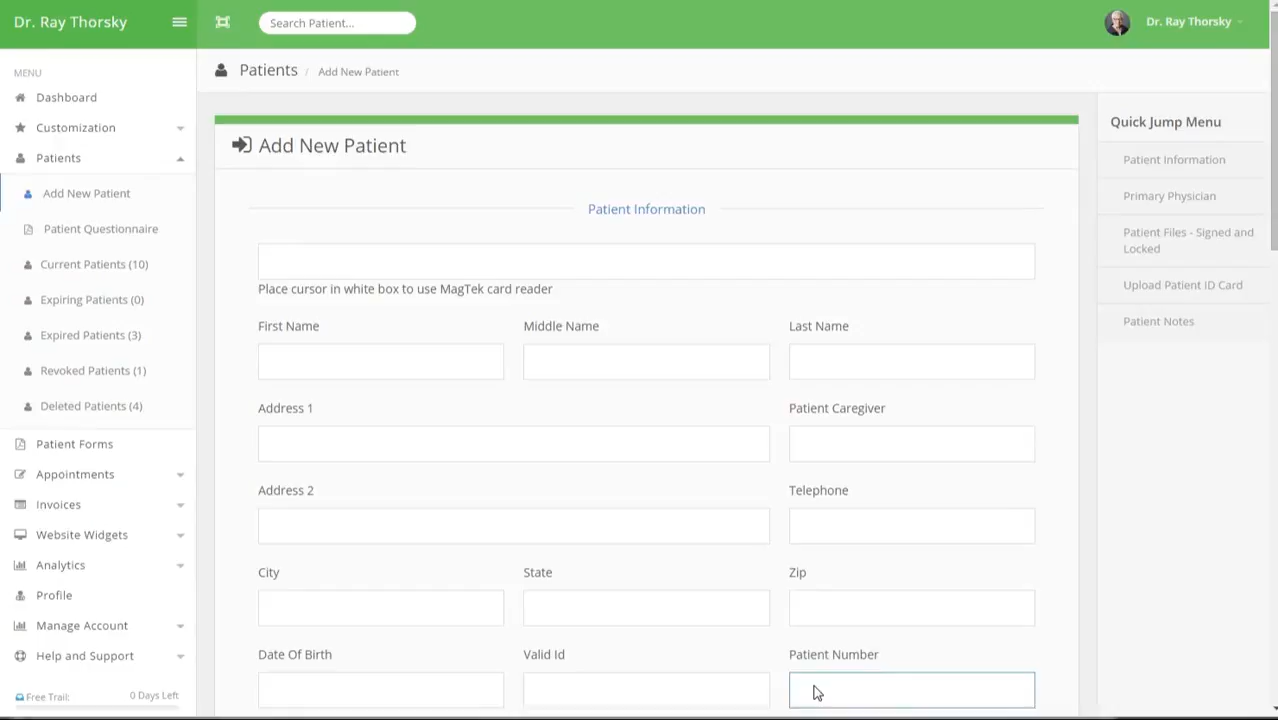 Dr. Ray Thorsky
Search Patient...
Dr. Ray Thorsky
MENU
Dashboard
Customization
Patients
Add New Patient
Patient Questionnaire
Current Patients (10)
Expiring Patients (0)
Expired Patients (3)
Revoked Patients (1)
Deleted Patients (4)
Patient Forms
Appointments
Invoices
Website Widgets
Analytics
Profile
Manage Account
Help and Support
Free Trail: 0 Days Left
Patients / Add New Patient
Add New Patient
Patient Information
Place cursor in white box to use MagTek card reader
First Name Middle Name Last Name
Address 1 Patient Caregiver
Address 2 Telephone
City State Zip
Date Of Birth Valid Id Patient Number
Quick Jump Menu
Patient Information
Primary Physician
Patient Files - Signed and
Locked
Upload Patient ID Card
Patient Notes